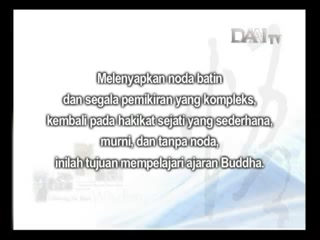 DAAI TV
Melenyapkan noda batin
dan segala pemikiran yang kompleks,
kembali pada hakikat sejati yang sederhana,
murni, dan tanpa noda,
inilah tujuan mempelajari ajaran Buddha.